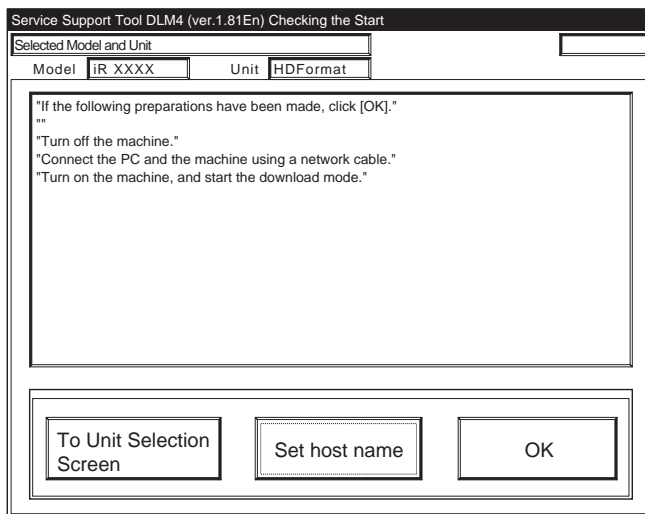 Service Support Tool DLM4 (ver.1.81En) Checking the Start
Selected Model and Unit
Model iR XXXX Unit HDFormat
"If the following preparations have been made, click [OK]."
""
"Turn off the machine."
"Connect the PC and the machine using a network cable."
"Turn on the machine, and start the download mode."
To Unit Selection
Screen
Set host name
OK